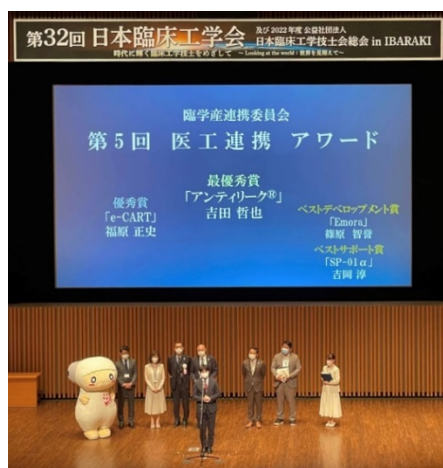 第32回 日本臨床工学会
及び 2022年度 公益社団法人
日本臨床工学技士会総会 in IBARAKI
時代に輝く臨床工学技士をめざして ～Looking at the world：世界を見据えて～
臨学産連携委員会
第5回 医工連携 アワード
最優秀賞
「アンティリーク®」
吉田 哲也
優秀賞
「e-CART」
福原 正史
ベストデベロップメント賞
「Emora」
篠原 智誉
ベストサポート賞
「SP-01α」
吉岡 淳